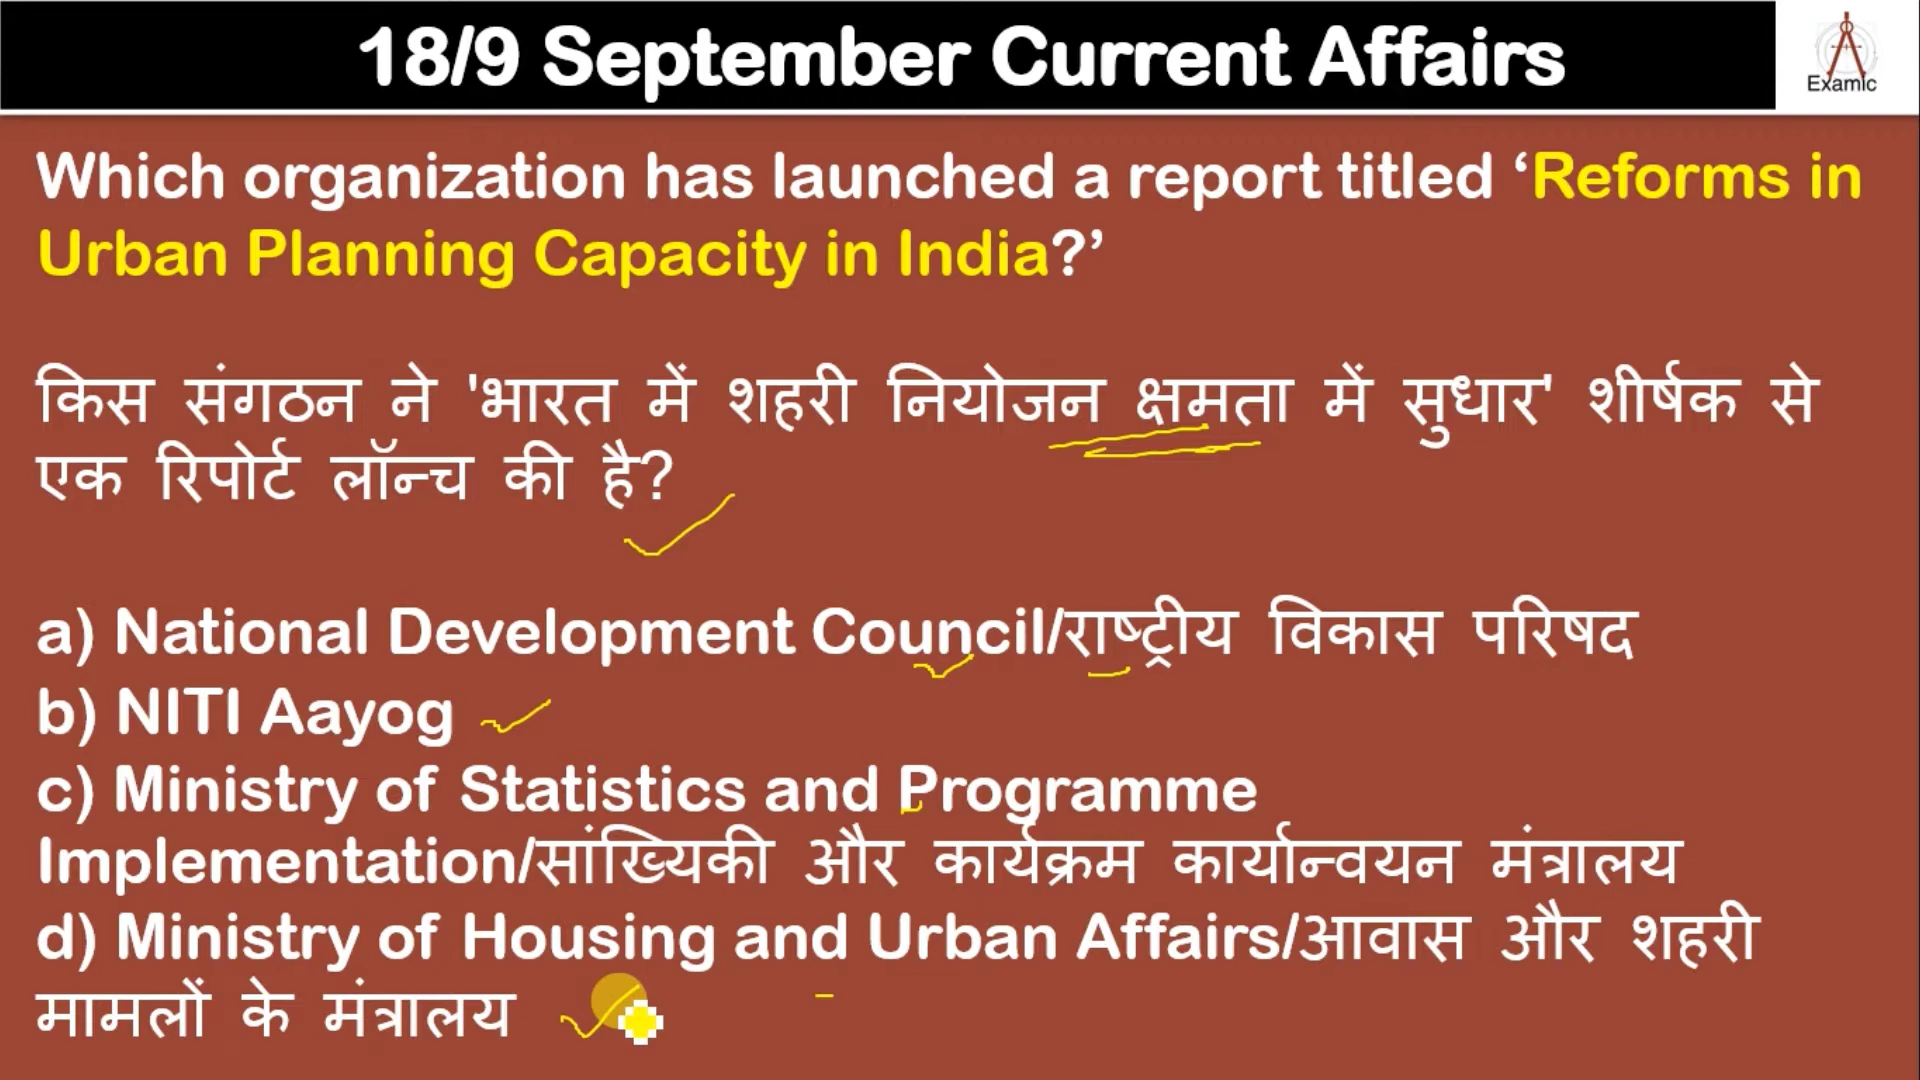 18/9 September Current Affairs
Examic
Which organization has launched a report titled ‘Reforms in
Urban Planning Capacity in India?’
किस संगठन ने 'भारत में शहरी नियोजन क्षमता में सुधार' शीर्षक से
एक रिपोर्ट लॉन्च की है?
a) National Development Council/राष्ट्रीय विकास परिषद
b) NITI Aayog
c) Ministry of Statistics and Programme
Implementation/सांख्यिकी और कार्यक्रम कार्यान्वयन मंत्रालय
d) Ministry of Housing and Urban Affairs/आवास और शहरी
मामलों के मंत्रालय